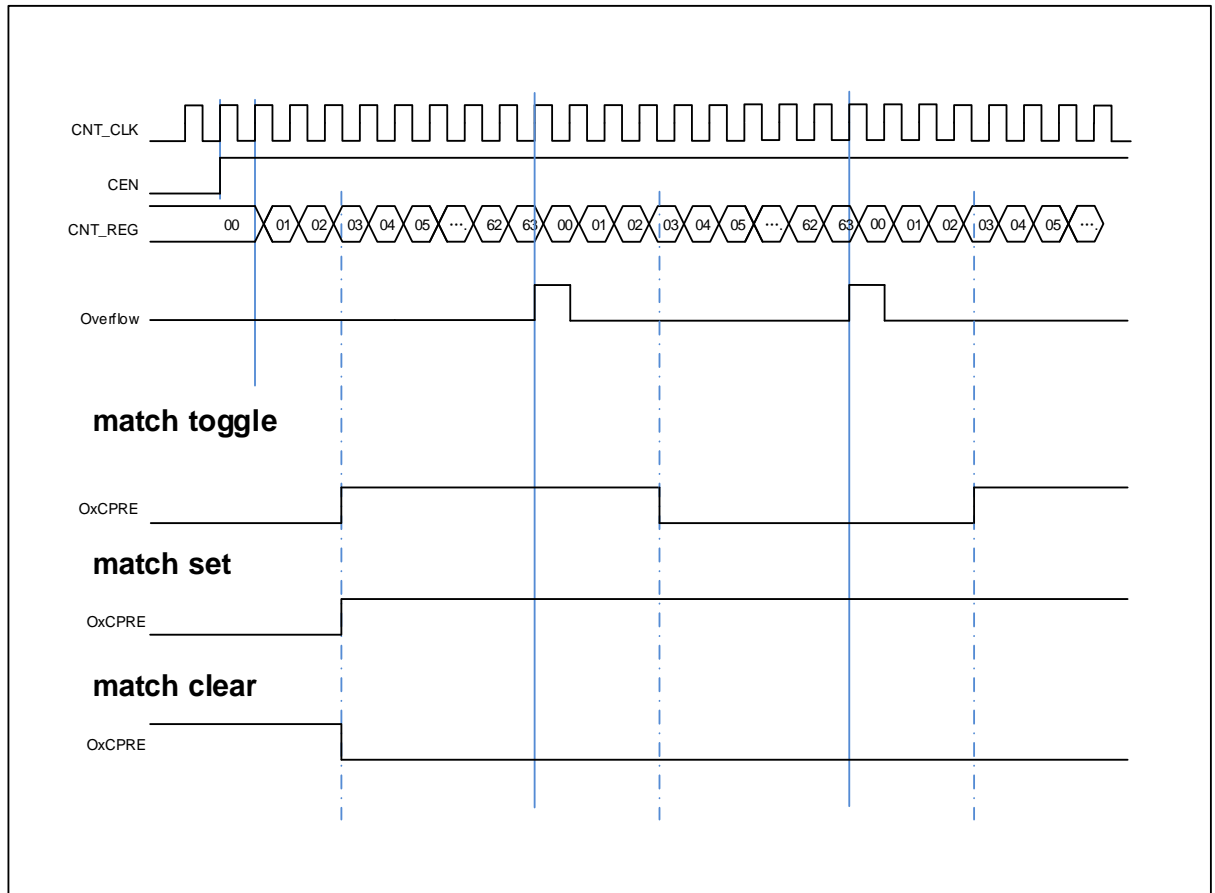 CNT_CLK
CEN
CNT_REG 00 01 02 03 04 05 …. 62 63 00 01 02 03 04 05 …. 62 63 00 01 02 03 04 05 ….
Overflow
match toggle
OxCPRE
match set
OxCPRE
match clear
OxCPRE